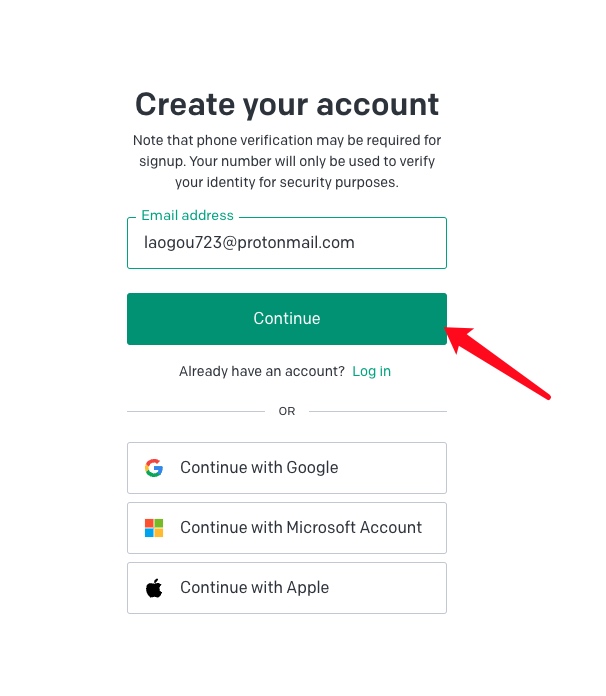 Create your account
Note that phone verification may be required for
signup. Your number will only be used to verify
your identity for security purposes.
Email address
laogou723@protonmail.com
Continue
Already have an account? Log in
OR
Continue with Google
Continue with Microsoft Account
Continue with Apple